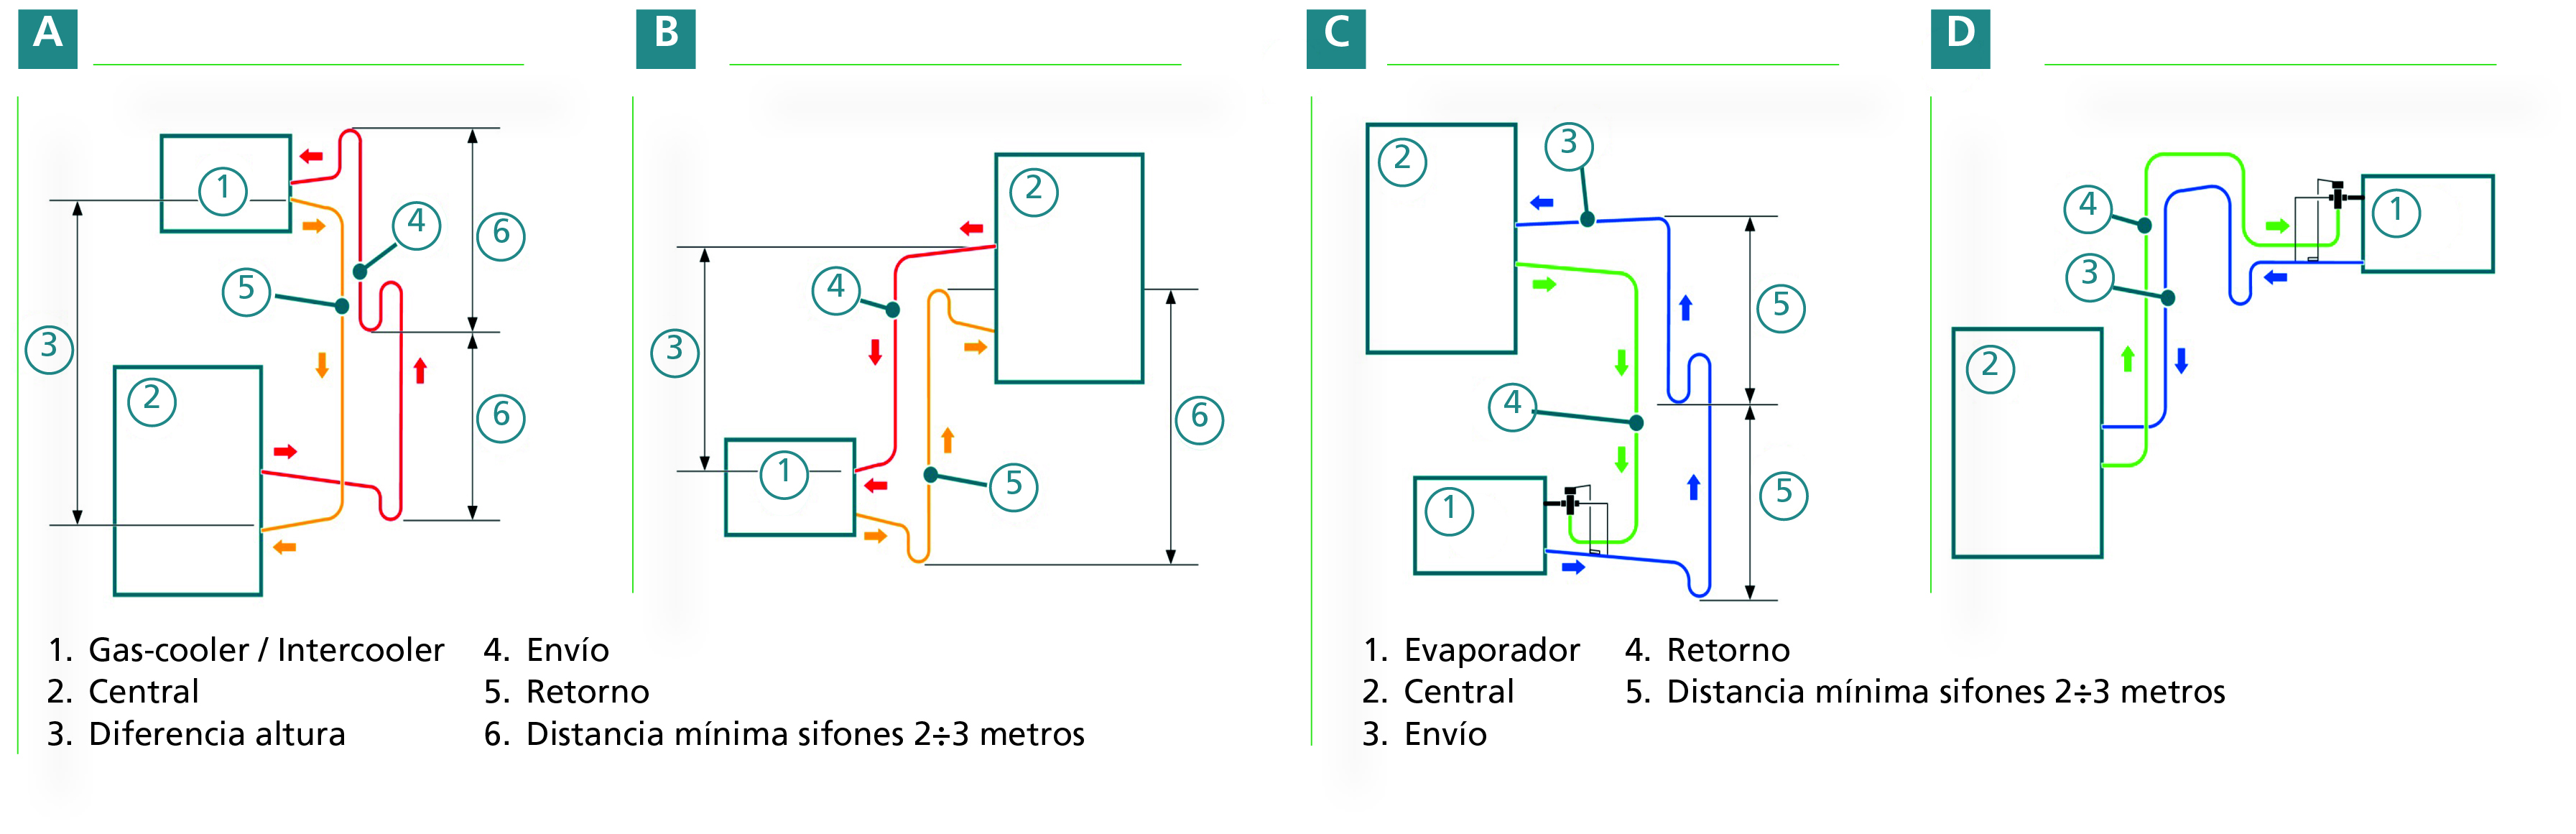 A
B
C
D
1
2
3
4
5
6
6
1
2
3
4
5
6
1
2
3
4
5
5
1
2
3
4
1. Gas-cooler / Intercooler
2. Central
3. Diferencia altura
4. Envío
5. Retorno
6. Distancia mínima sifones 2÷3 metros
1. Evaporador
2. Central
3. Envío
4. Retorno
5. Distancia mínima sifones 2÷3 metros